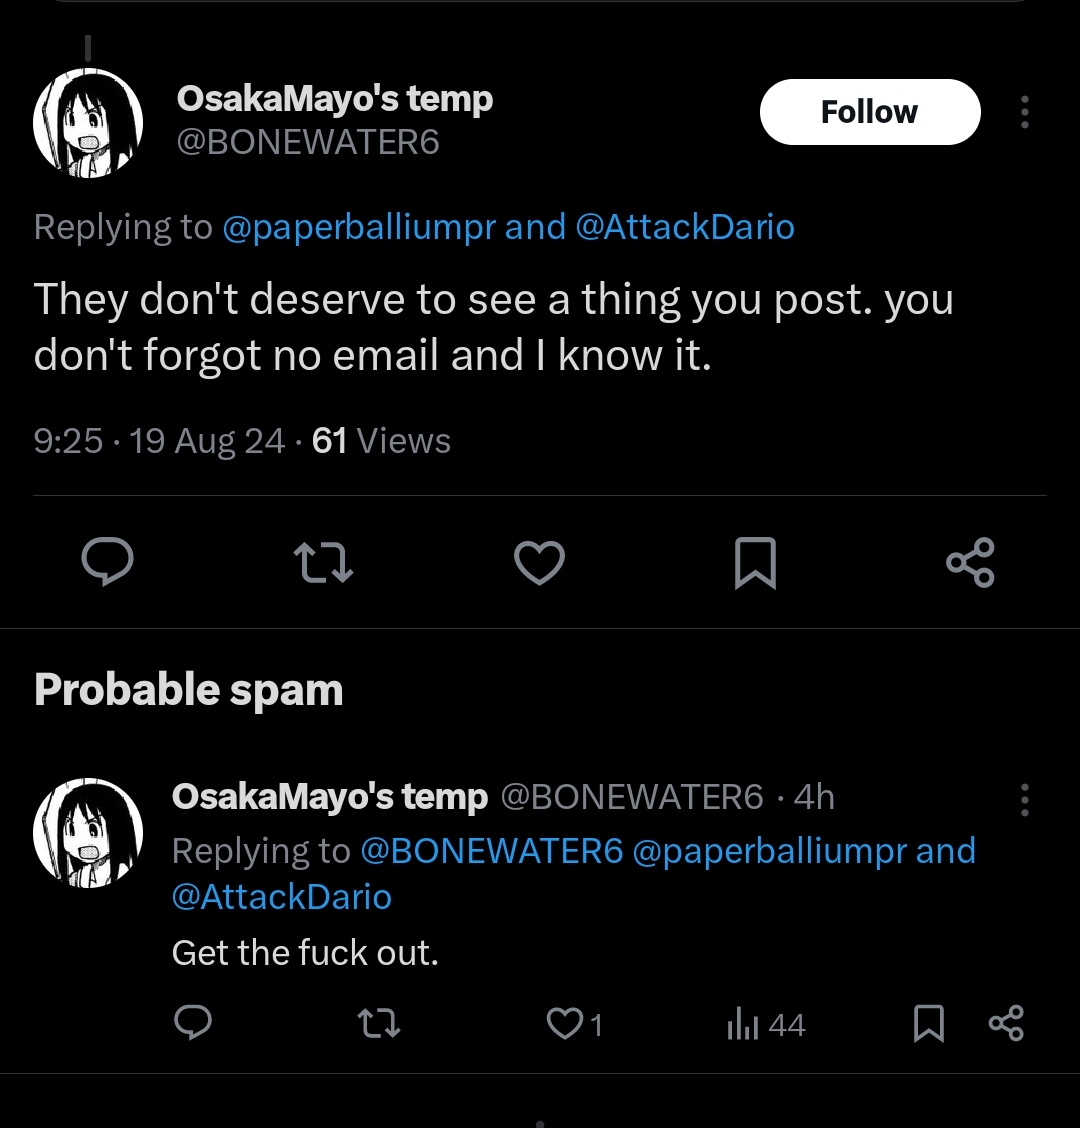 OsakaMayo's temp
@BONEWATER6
Follow
Replying to @paperballiumpr and @AttackDario
They don't deserve to see a thing you post. you
don't forgot no email and I know it.
9:25 · 19 Aug 24 · 61 Views
Probable spam
OsakaMayo's temp @BONEWATER6 · 4h
Replying to @BONEWATER6 @paperballiumpr and
@AttackDario
Get the fuck out.
1
44